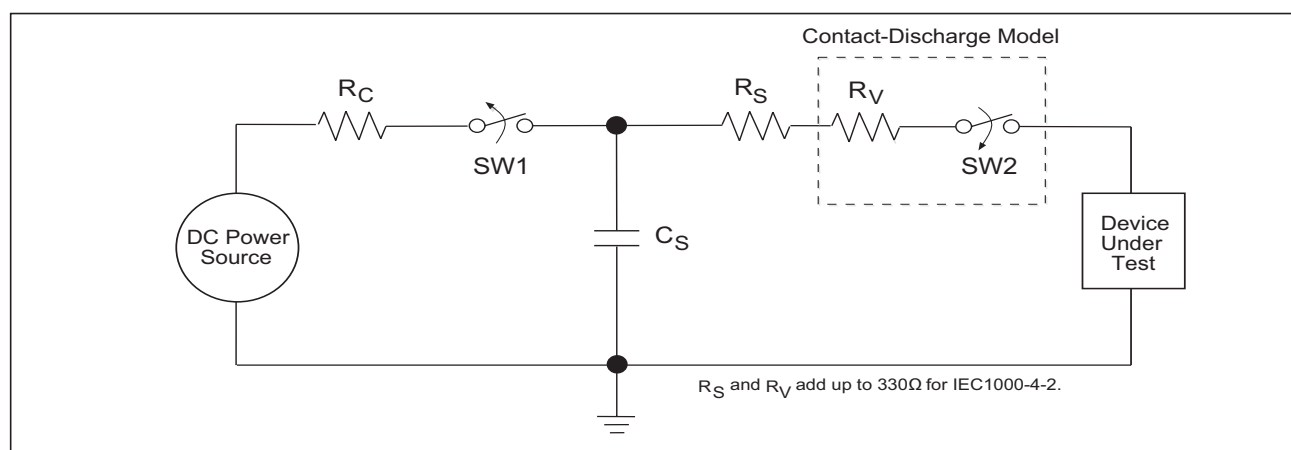 Contact-Discharge Model
RC
RS
RV
SW1
SW2
DC Power
Source
CS
Device
Under
Test
RS and RV add up to 330Ω for IEC1000-4-2.